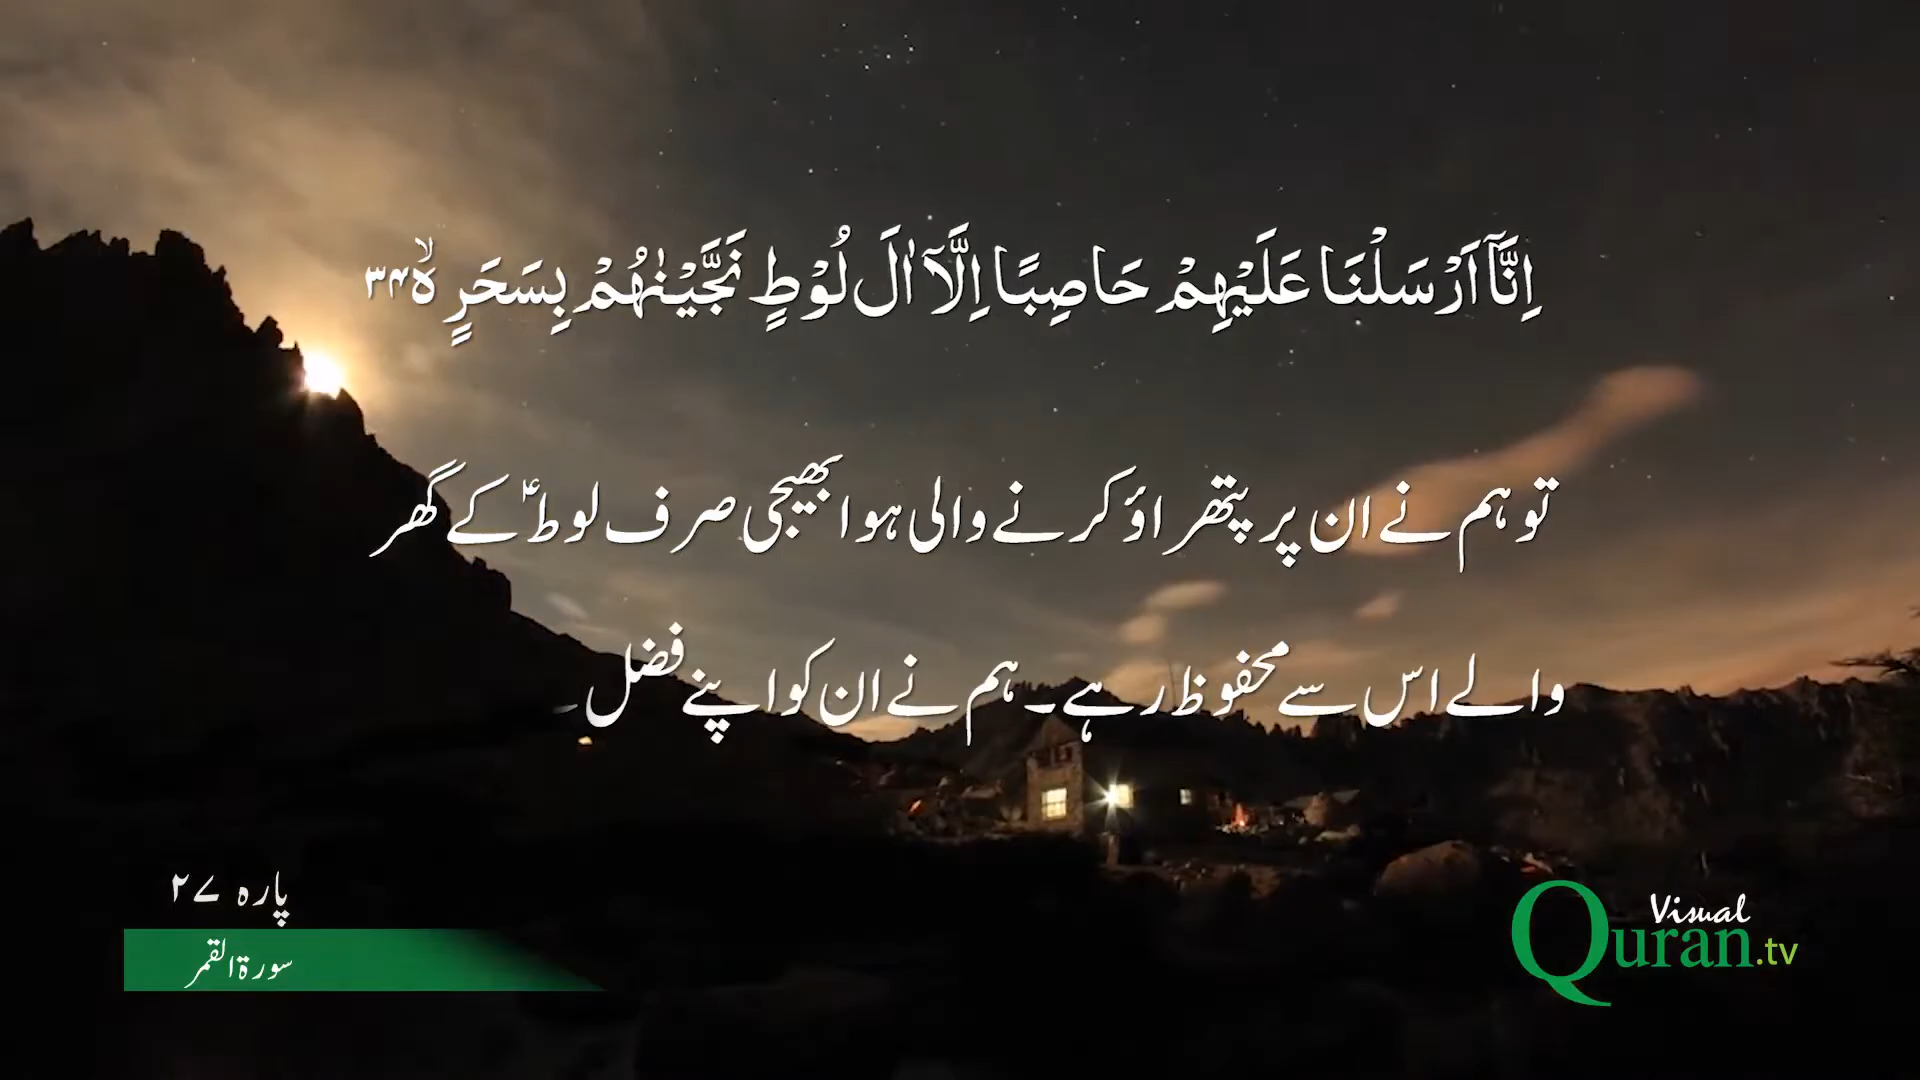 اِنَّاۤ اَرْسَلْنَا عَلَيْهِمْ حَاصِبًا اِلَّاۤ اٰلَ لُوْطٍ نَجَّيْنٰهُمْ بِسَحَرٍ ۙ‏﴿۳۴
تو ہم نے ان پر پتھراؤ کرنے والی ہوا بھیجی صرف لوطؑ کے گھر
والے اس سے محفوظ رہے۔ ہم نے ان کو اپنے فضل۔
پارہ ۲۷
سورۃ القمر
Visual
Quran.tv